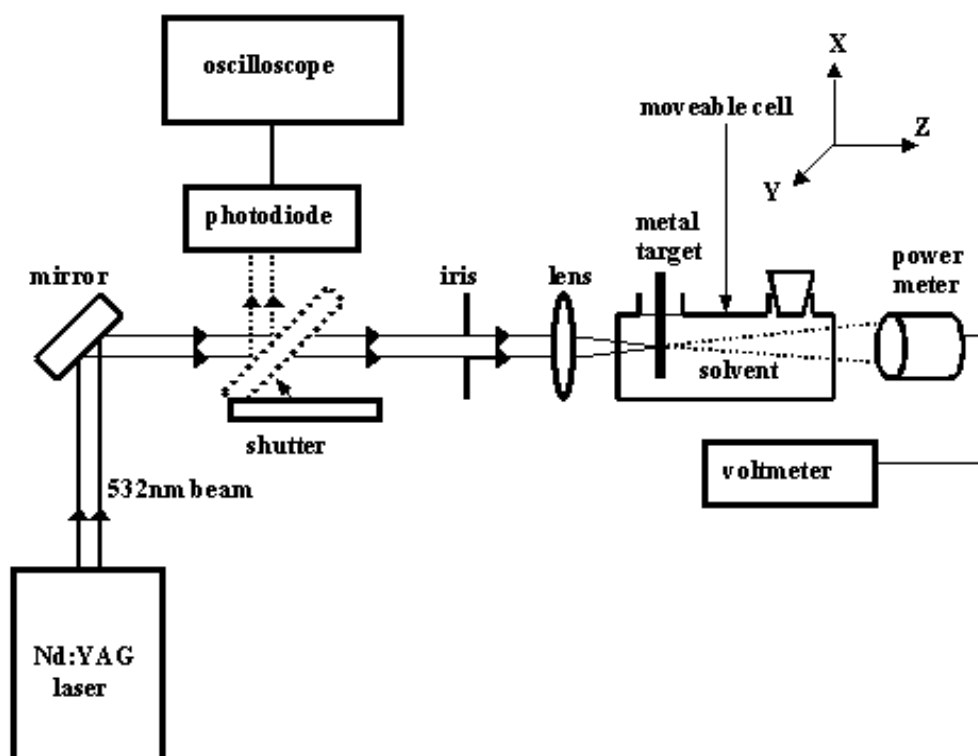 oscilloscope
X
moveable cell
Z
Y
photodiode
metal
target
power
meter
mirror
iris
lens
solvent
shutter
voltmeter
532nm beam
Nd:YAG
laser